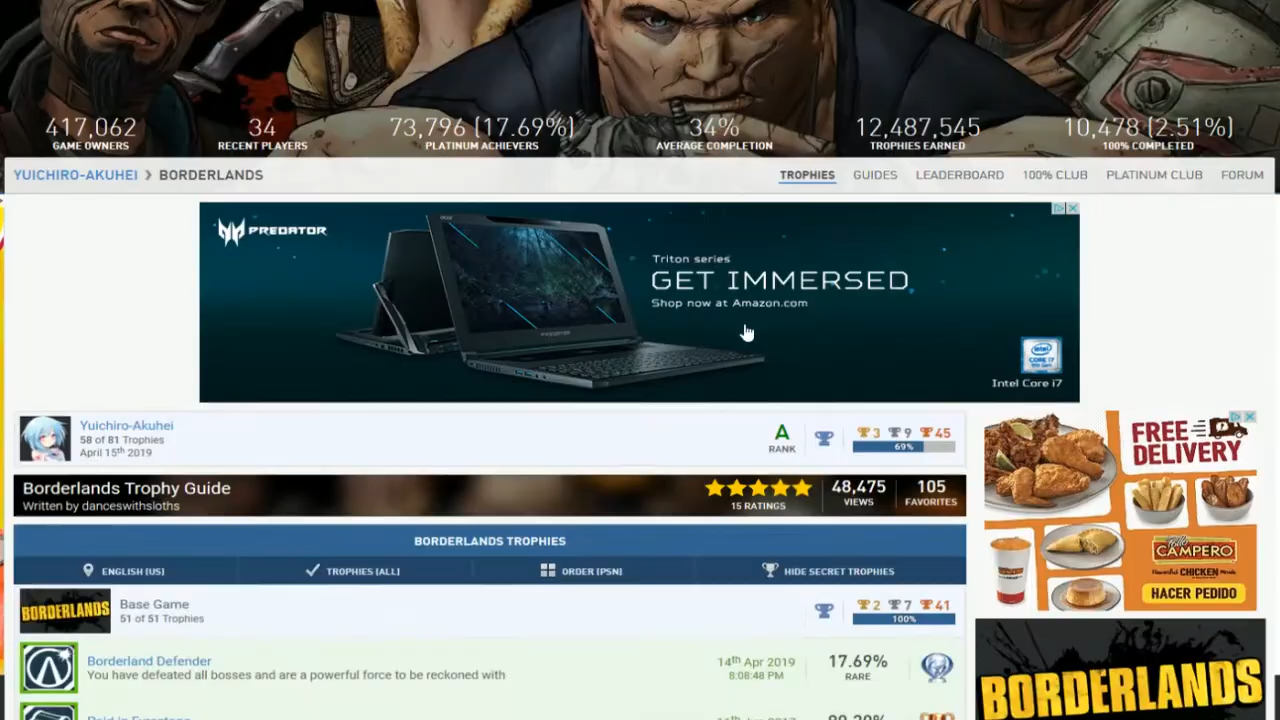 417,062
GAME OWNERS
34
RECENT PLAYERS
73,796 (17.69%)
PLATINUM ACHIEVERS
34%
AVERAGE COMPLETION
12,487,545
TROPHIES EARNED
10,478 (2.51%)
100% COMPLETED
YUICHIRO-AKUHEI > BORDERLANDS
TROPHIES GUIDES LEADERBOARD 100% CLUB PLATINUM CLUB FORUM
PREDATOR
Triton series
GET IMMERSED
Shop now at Amazon.com
Intel Core i7
Yuichiro-Akuhei
58 of 81 Trophies
April 15th 2019
A
RANK
3 9 45
69%
FREE
DELIVERY
CAMPERO
HACER PEDIDO
Borderlands Trophy Guide
Written by danceswithsloths
15 RATINGS
48,475
VIEWS
105
FAVORITES
BORDERLANDS TROPHIES
ENGLISH (US) TROPHIES (ALL) ORDER (PSN) HIDE SECRET TROPHIES
BORDERLANDS
Base Game
51 of 51 Trophies
2 7 41
100%
Borderland Defender
You have defeated all bosses and are a powerful force to be reckoned with
14th Apr 2019
8:08:48 PM
17.69%
RARE
BORDERLANDS